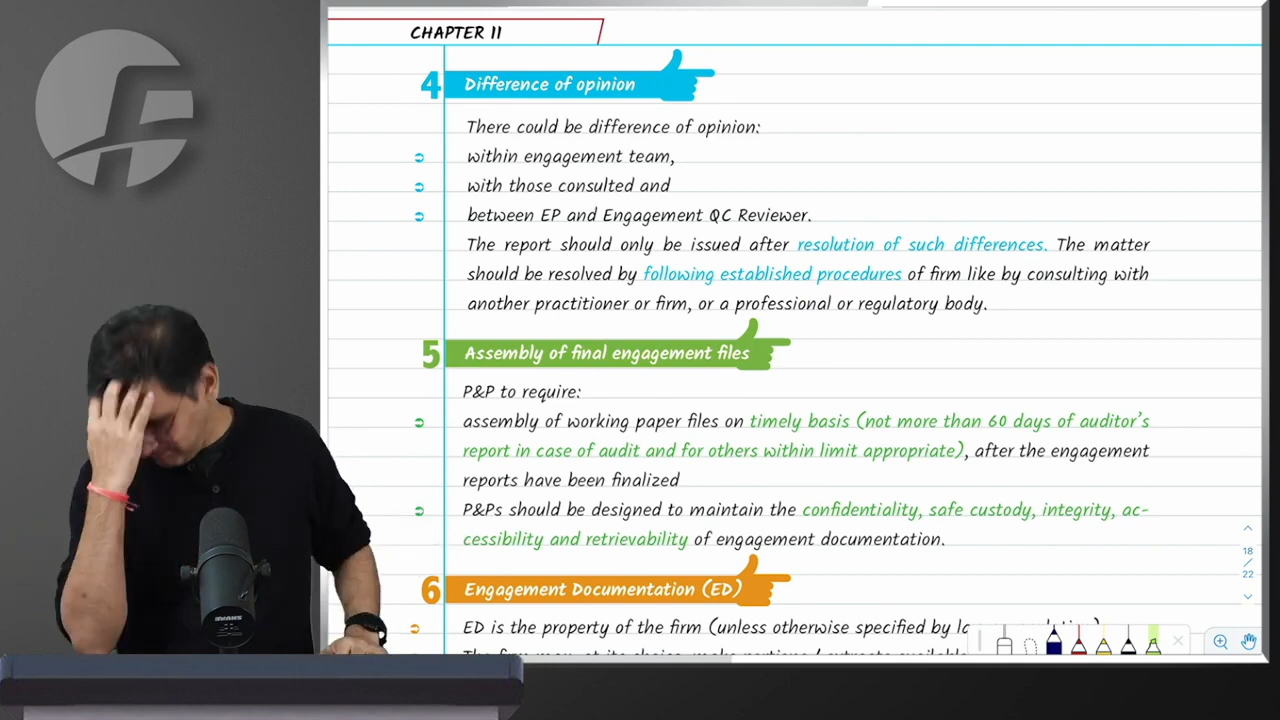 CHAPTER 11
4 Difference of opinion
There could be difference of opinion:
within engagement team,
with those consulted and
between EP and Engagement QC Reviewer.
The report should only be issued after resolution of such differences. The matter
should be resolved by following established procedures of firm like by consulting with
another practitioner or firm, or a professional or regulatory body.
5 Assembly of final engagement files
P&P to require:
assembly of working paper files on timely basis (not more than 60 days of auditor's
report in case of audit and for others within limit appropriate), after the engagement
reports have been finalized
P&Ps should be designed to maintain the confidentiality, safe custody, integrity, ac-
cessibility and retrievability of engagement documentation.
18
/
22
6 Engagement Documentation (ED)
ED is the property of the firm (unless otherwise specified by
SHURE